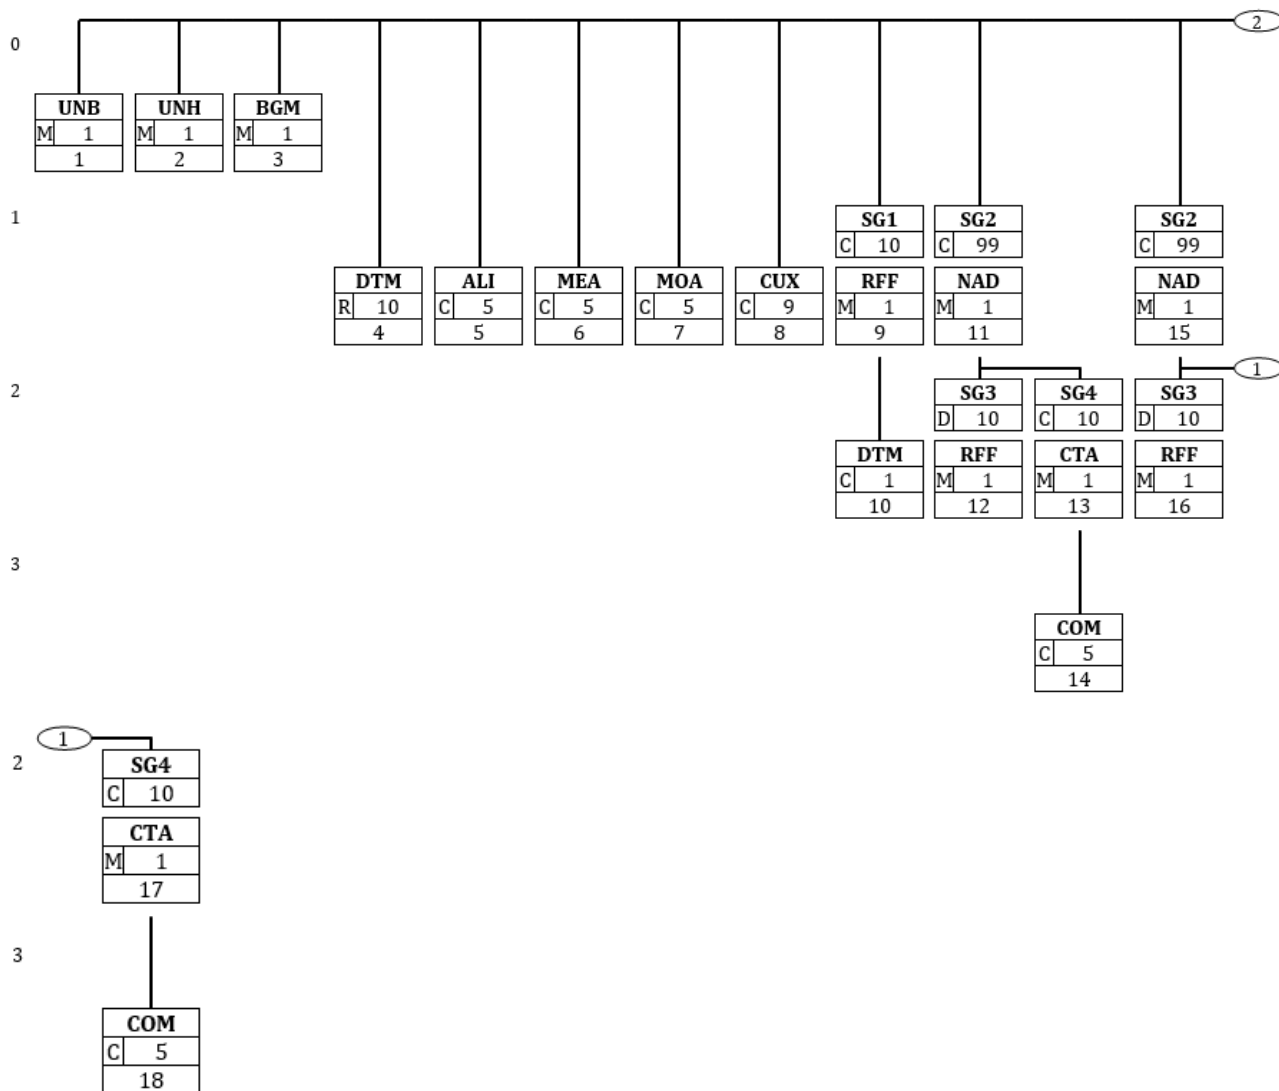 2
0
UNB UNH BGM
M 1 M 1 M 1
1 2 3
1
SG1 SG2 SG2
C 10 C 99 C 99
DTM ALI MEA MOA CUX RFF NAD NAD
R 10 C 5 C 5 C 5 C 9 M 1 M 1 M 1
4 5 6 7 8 9 11 15
1
2
SG3 SG4 SG3
D 10 C 10 D 10
DTM RFF CTA RFF
C 1 M 1 M 1 M 1
10 12 13 16
3
COM
C 5
14
1
2
SG4
C 10
CTA
M 1
17
3
COM
C 5
18